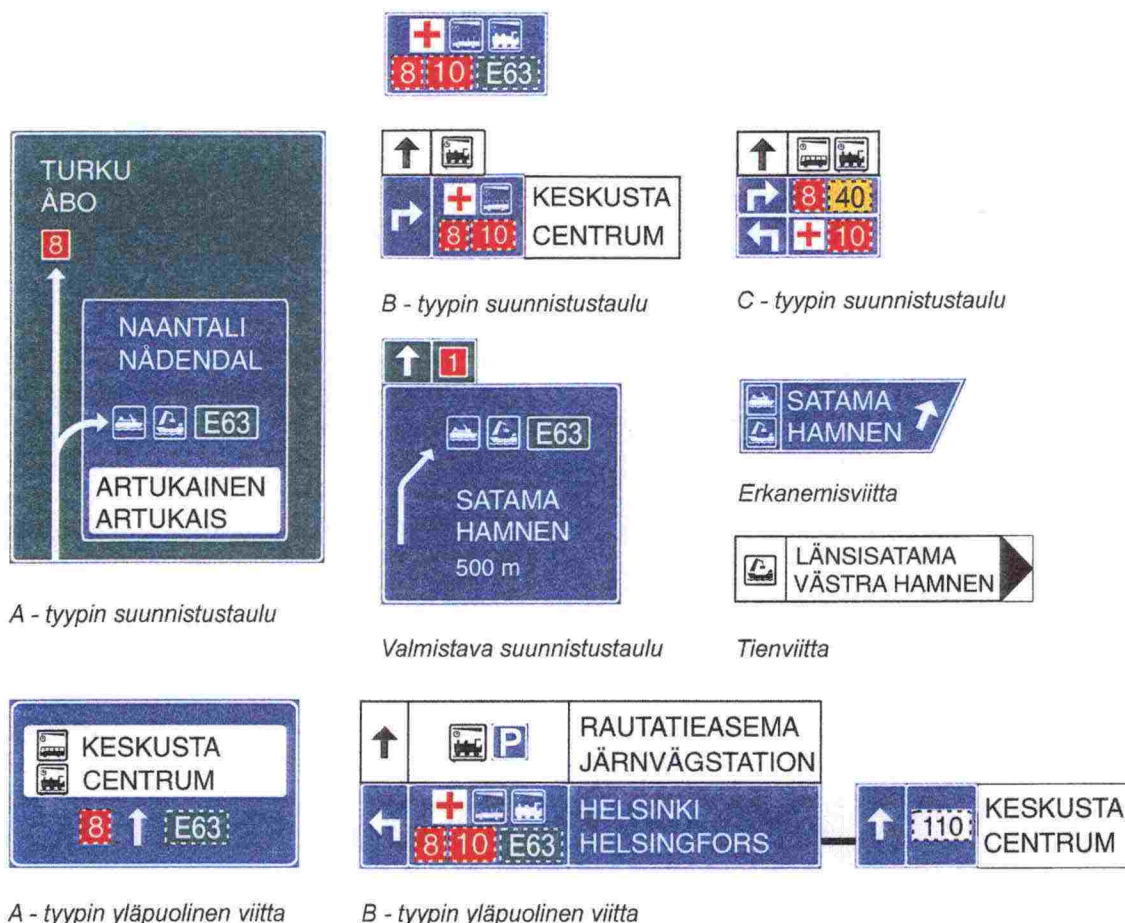 8 10 E63
TURKU
ÅBO
8
NAANTALI
NÅDENDAL
E63
ARTUKAINEN
ARTUKAIS
A - tyypin suunnistustaulu
8 10
KESKUSTA
CENTRUM
B - tyypin suunnistustaulu
8 40
10
C - tyypin suunnistustaulu
1
E63
SATAMA
HAMNEN
500 m
Valmistava suunnistustaulu
SATAMA
HAMNEN
Erkanemisviitta
LÄNSISATAMA
VÄSTRA HAMNEN
Tienviitta
KESKUSTA
CENTRUM
8 E63
A - tyypin yläpuolinen viitta
P
RAUTATIEASEMA
JÄRNVÄGSTATION
8 10 E63
HELSINKI
HELSINGFORS
110
KESKUSTA
CENTRUM
B - tyypin yläpuolinen viitta